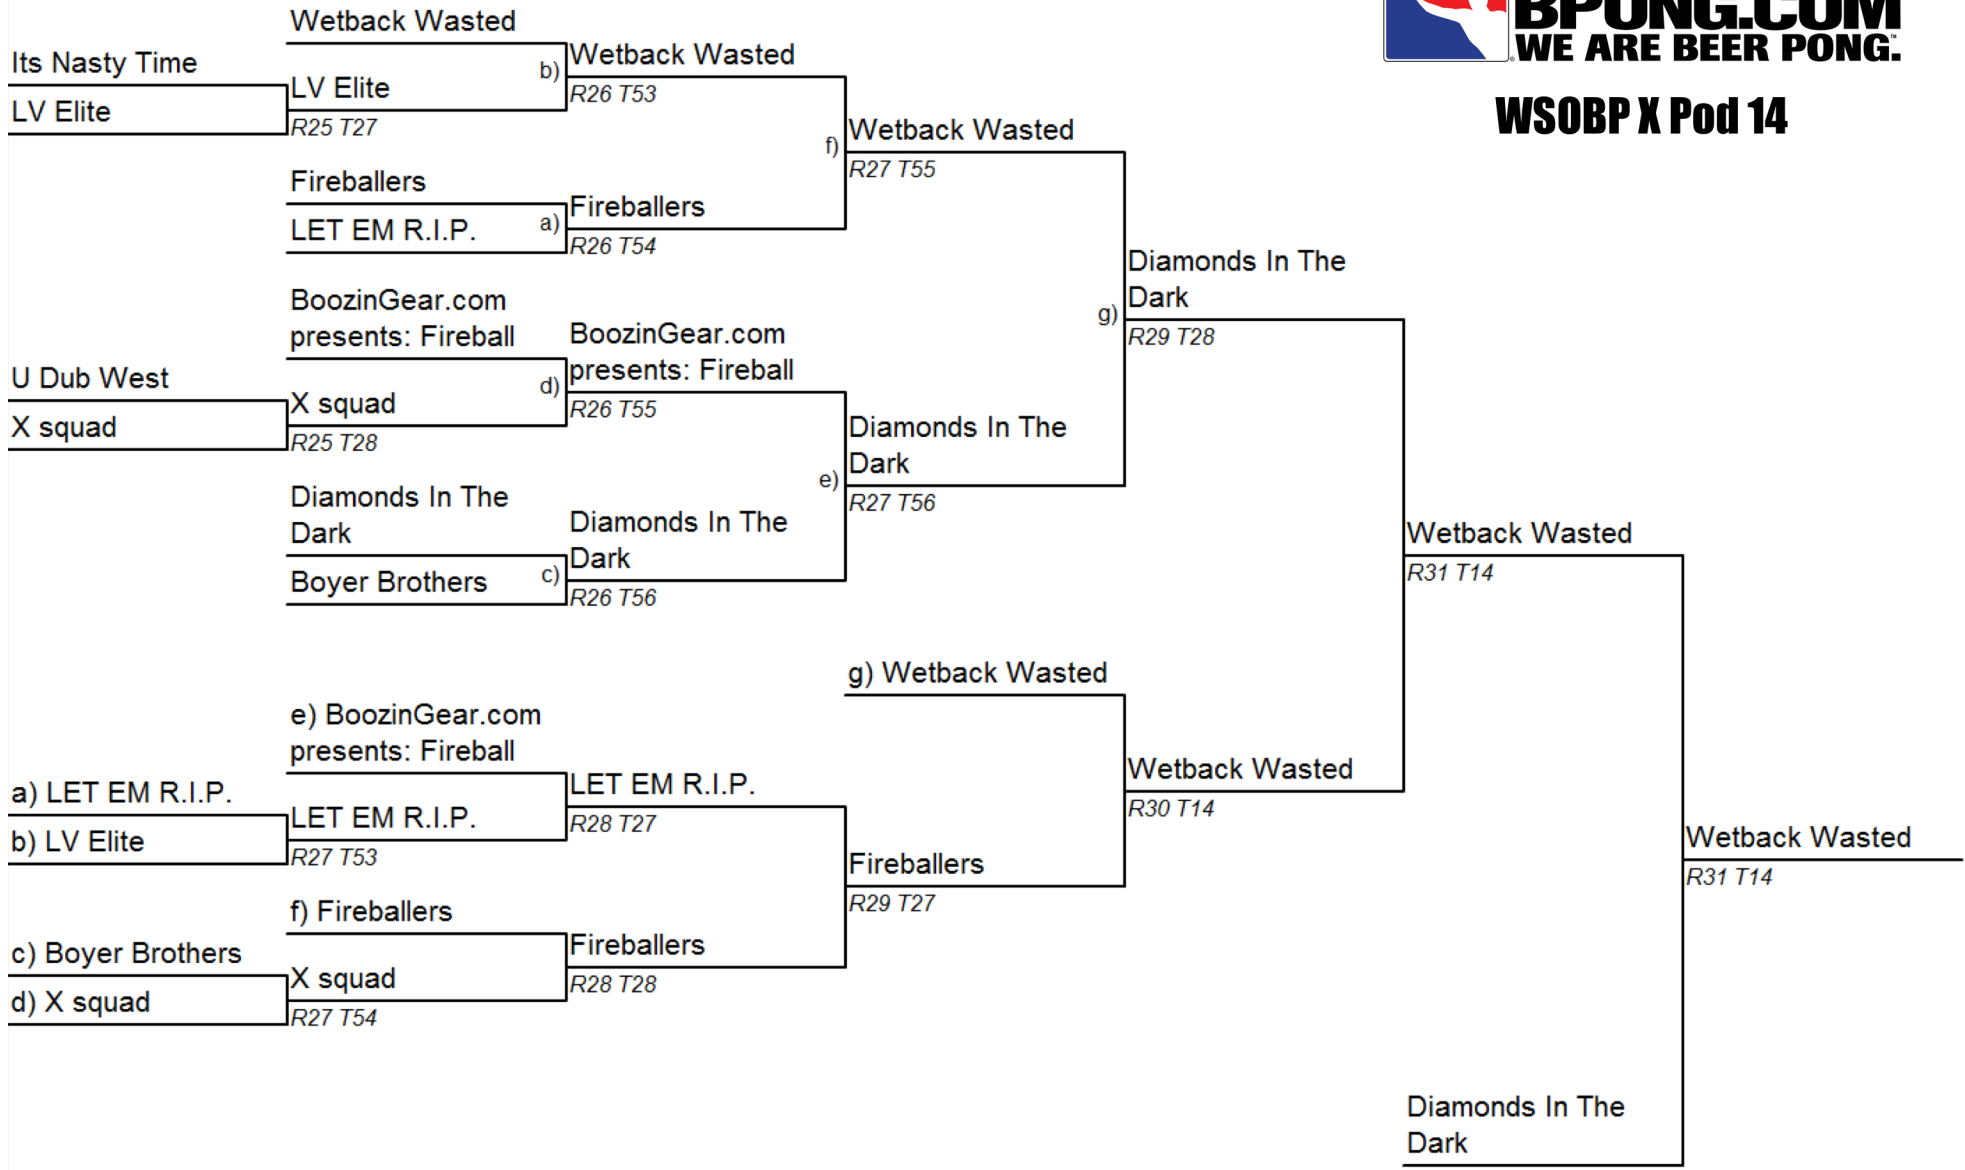 BPONG.COM
WE ARE BEER PONG.™
WSOBP X Pod 14
Wetback Wasted
Its Nasty Time
LV Elite
LV Elite
R25 T27
b)
Wetback Wasted
R26 T53
Fireballers
LET EM R.I.P.
a)
Fireballers
R26 T54
f)
Wetback Wasted
R27 T55
BoozinGear.com
presents: Fireball
U Dub West
X squad
X squad
R25 T28
d)
BoozinGear.com
presents: Fireball
R26 T55
Diamonds In The
Dark
Boyer Brothers
c)
Diamonds In The
Dark
R26 T56
e)
Diamonds In The
Dark
R27 T56
g)
Diamonds In The
Dark
R29 T28
Wetback Wasted
R31 T14
g) Wetback Wasted
e) BoozinGear.com
presents: Fireball
a) LET EM R.I.P.
b) LV Elite
LET EM R.I.P.
R27 T53
LET EM R.I.P.
R28 T27
f) Fireballers
c) Boyer Brothers
d) X squad
X squad
R27 T54
Fireballers
R28 T28
Fireballers
R29 T27
Wetback Wasted
R30 T14
Wetback Wasted
R31 T14
Diamonds In The
Dark